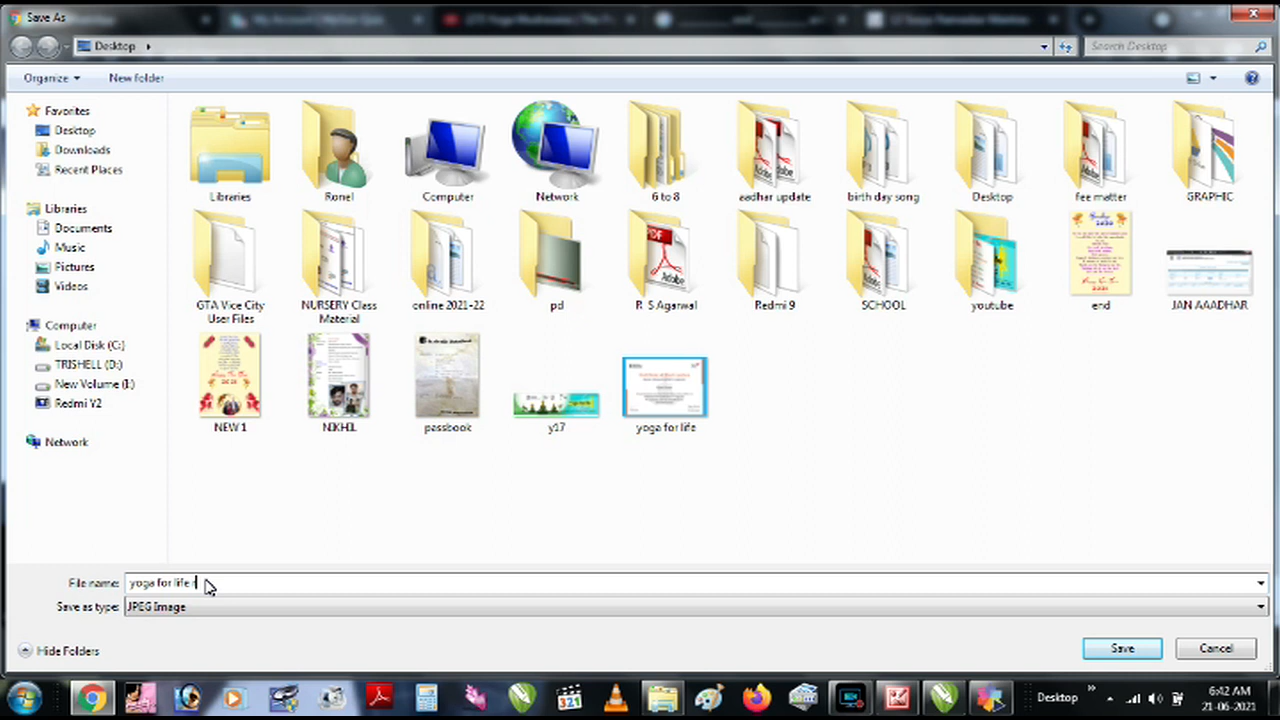 Save As
Desktop
Search Desktop
Organize
New folder
Favorites
Desktop
Downloads
Recent Places
Libraries
Documents
Music
Pictures
Videos
Computer
Local Disk (C:)
TRISHELL (D:)
New Volume (I:)
Redmi Y2
Network
Libraries
Ronel
Computer
Network
6 to 8
aadhar update
birth day song
Desktop
fee matter
GRAPHIC
GTA Vice City User Files
NURSERY Class Material
online 2021-22
pd
R S Agarwal
Redmi 9
SCHOOL
youtube
end
JAN AAADHAR
NEW 1
NIKHIL
passbook
y17
yoga for life
File name: yoga for life r
Save as type: JPEG Image
Hide Folders
Save
Cancel
Desktop
6:42 AM
21-06-2021